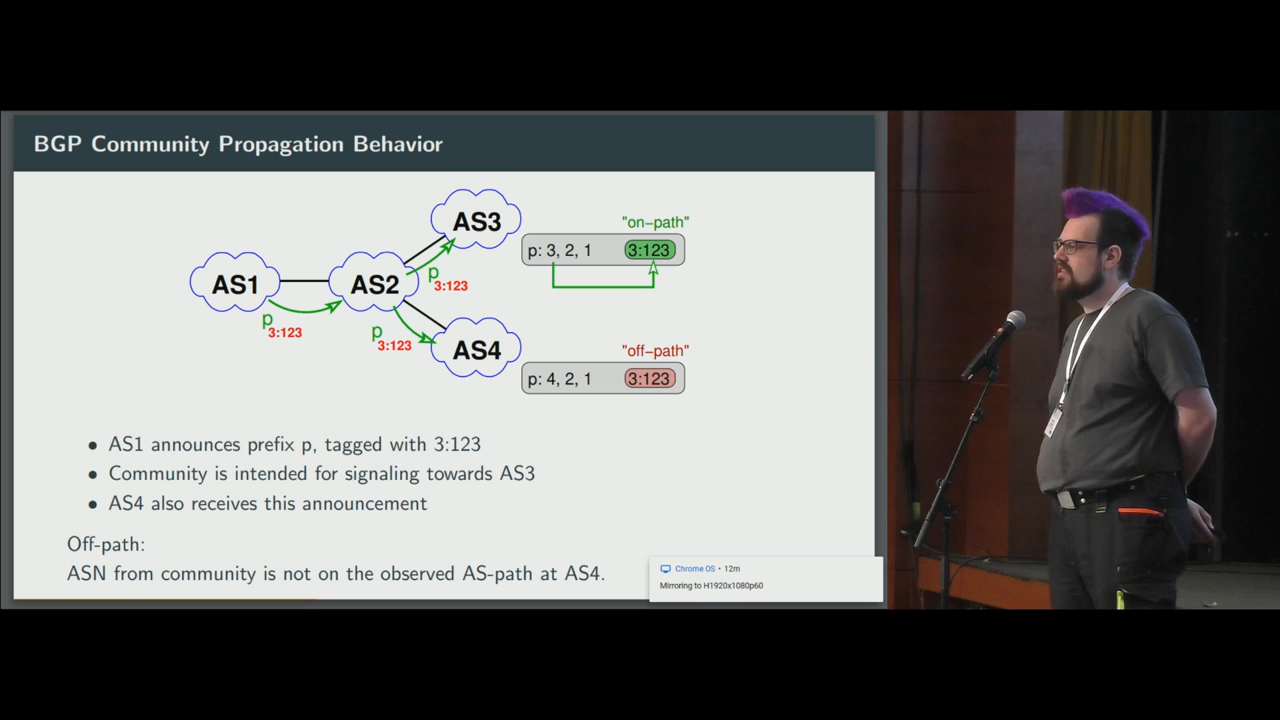 BGP Community Propagation Behavior
AS3
"on-path"
p: 3, 2, 1 3:123
p
3:123
AS1
AS2
p
3:123
p
3:123
AS4
"off-path"
p: 4, 2, 1 3:123
• AS1 announces prefix p, tagged with 3:123
• Community is intended for signaling towards AS3
• AS4 also receives this announcement
Off-path:
ASN from community is not on the observed AS-path at AS4.
Chrome OS • 12m
Mirroring to H1920x1080p60